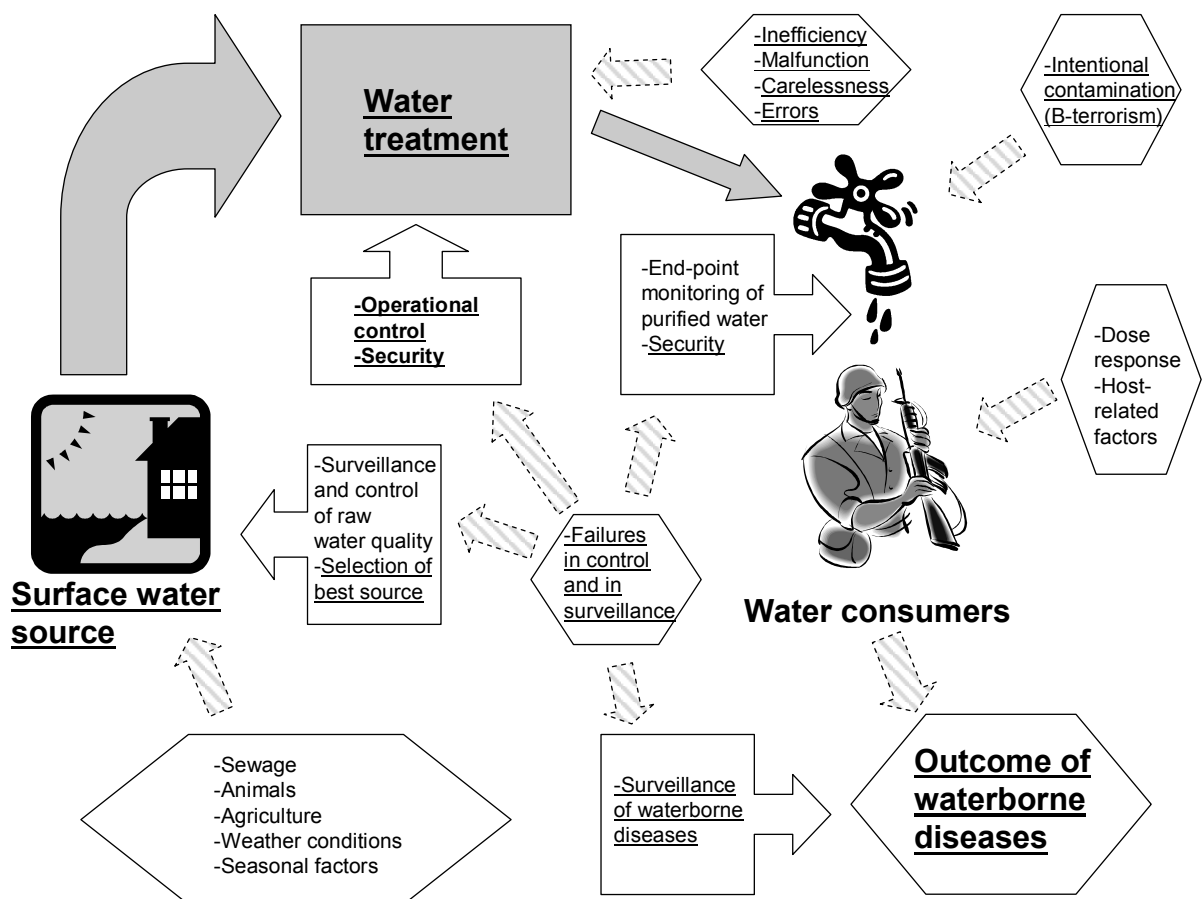 Water
treatment
-Inefficiency
-Malfunction
-Carelessness
-Errors
-Intentional
contamination
(B-terrorism)
-Operational
control
-Security
-End-point
monitoring of
purified water
-Security
-Dose
response
-Host-
related
factors
-Surveillance
and control
of raw
water quality
-Selection of
best source
-Failures
in control
and in
surveillance
Surface water
source
Water consumers
-Sewage
-Animals
-Agriculture
-Weather conditions
-Seasonal factors
-Surveillance
of waterborne
diseases
Outcome of
waterborne
diseases